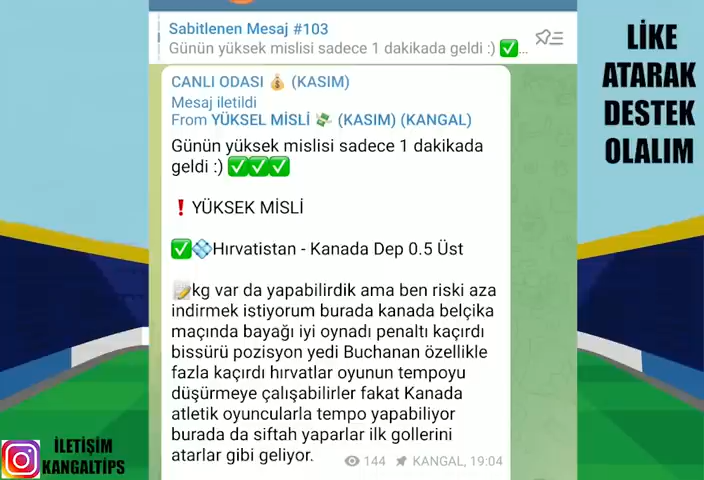 Sabitlenen Mesaj #103
Günün yüksek mislisi sadece 1 dakikada geldi :) ✅...
LİKE
ATARAK
DESTEK
OLALIM
CANLI ODASI 💰 (KASIM)
Mesaj iletildi
From YÜKSEL MİSLİ 💸 (KASIM) (KANGAL)
Günün yüksek mislisi sadece 1 dakikada
geldi :) ✅✅✅
❗ YÜKSEK MİSLİ
✅💠Hırvatistan - Kanada Dep 0.5 Üst
📝kg var da yapabilirdik ama ben riski aza
indirmek istiyorum burada kanada belçika
maçında bayağı iyi oynadı penaltı kaçırdı
bissürü pozisyon yedi Buchanan özellikle
fazla kaçırdı hırvatlar oyunun tempoyu
düşürmeye çalışabilirler fakat Kanada
atletik oyuncularla tempo yapabiliyor
burada da siftah yaparlar ilk gollerini
atarlar gibi geliyor.
144 KANGAL, 19:04
İLETİŞİM
KANGALTİPS